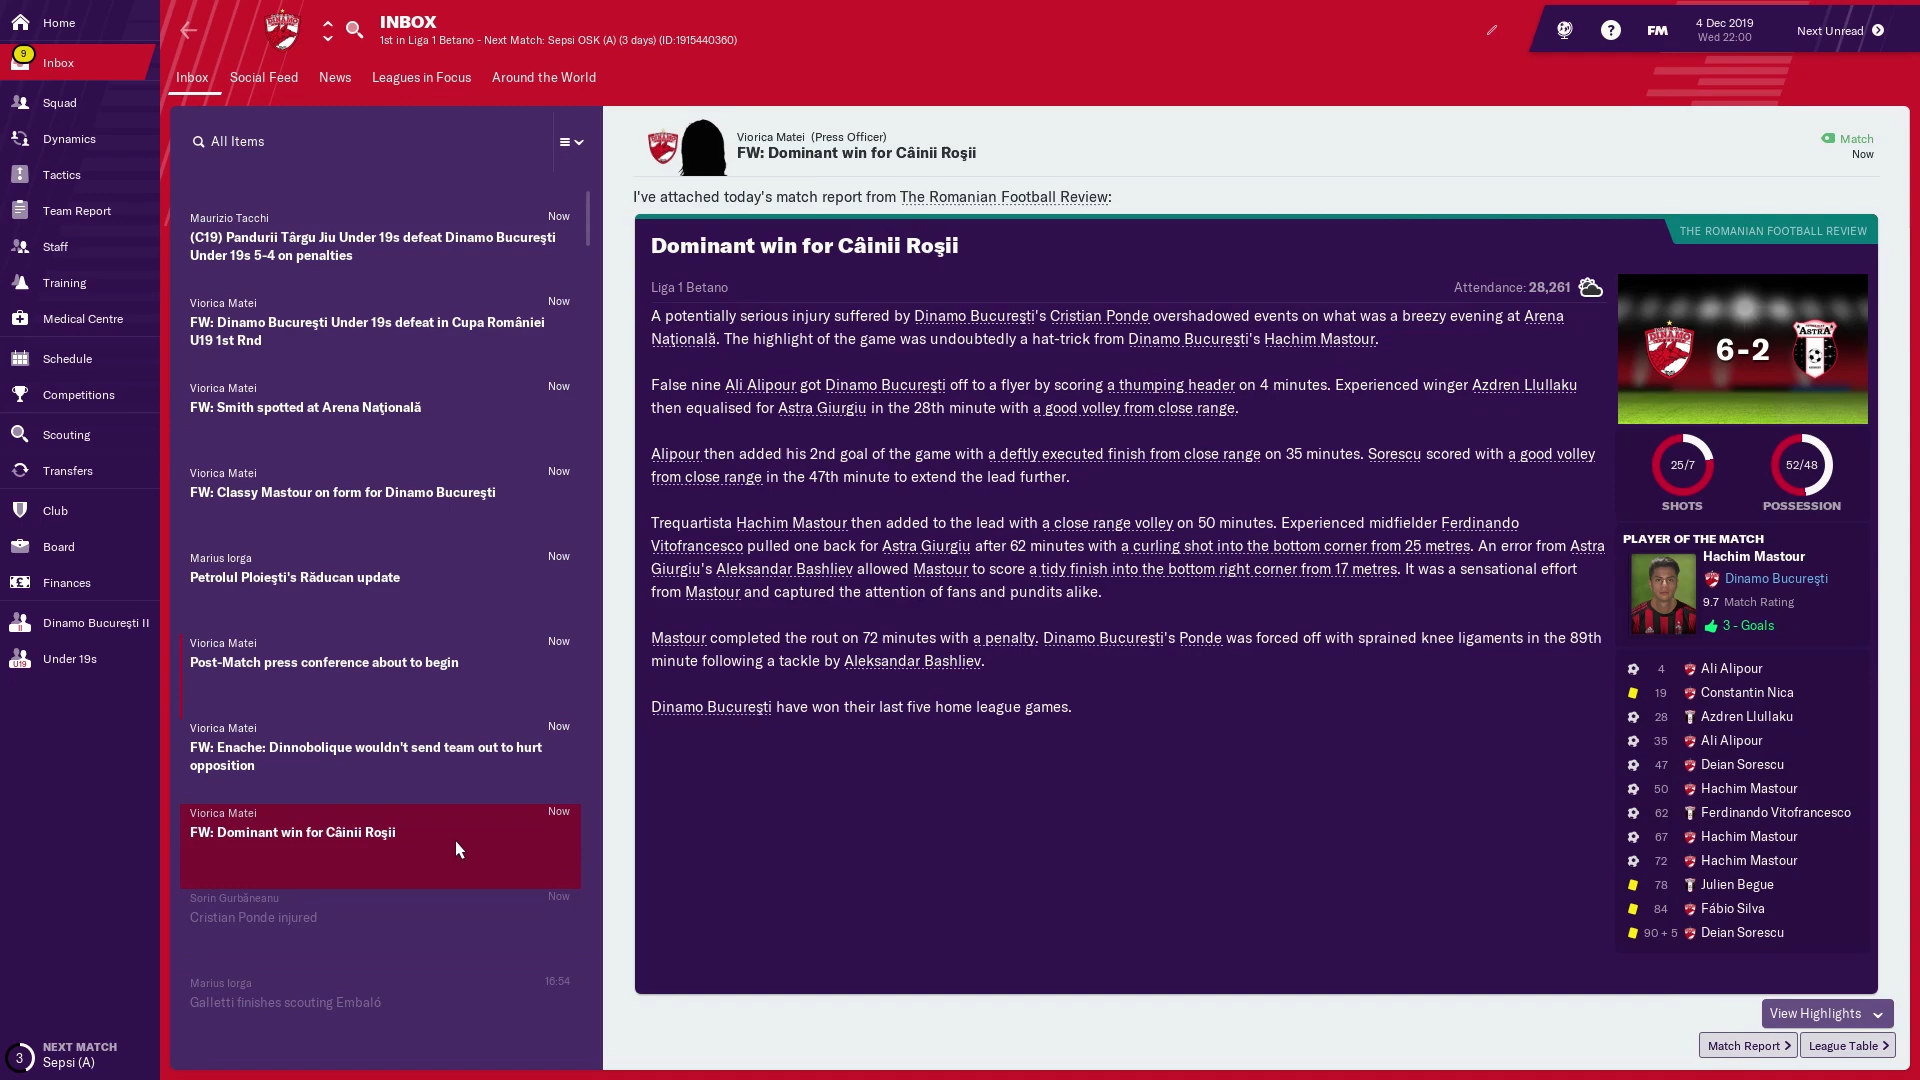 Home
9
Inbox
Squad
Dynamics
Tactics
Team Report
Staff
Training
Medical Centre
Schedule
Competitions
Scouting
Transfers
Club
Board
Finances
Dinamo Bucureşti II
U19
Under 19s
3
NEXT MATCH
Sepsi (A)
INBOX
1st in Liga 1 Betano - Next Match: Sepsi OSK (A) (3 days) (ID:1915440360)
FM
4 Dec 2019
Wed 22:00
Next Unread
Inbox
Social Feed
News
Leagues in Focus
Around the World
All Items
Maurizio Tacchi
Now
(C19) Pandurii Târgu Jiu Under 19s defeat Dinamo Bucureşti
Under 19s 5-4 on penalties
Viorica Matei
Now
FW: Dinamo Bucureşti Under 19s defeat in Cupa României
U19 1st Rnd
Viorica Matei
Now
FW: Smith spotted at Arena Naţională
Viorica Matei
Now
FW: Classy Mastour on form for Dinamo Bucureşti
Marius Iorga
Now
Petrolul Ploieşti's Răducan update
Viorica Matei
Now
Post-Match press conference about to begin
Viorica Matei
Now
FW: Enache: Dinnobolique wouldn't send team out to hurt
opposition
Viorica Matei
Now
FW: Dominant win for Câinii Roşii
Sorin Gurbăneanu
Now
Cristian Ponde injured
Marius Iorga
16:54
Galletti finishes scouting Embaló
Viorica Matei (Press Officer)
FW: Dominant win for Câinii Roşii
Match
Now
I've attached today's match report from The Romanian Football Review:
THE ROMANIAN FOOTBALL REVIEW
Dominant win for Câinii Roşii
Liga 1 Betano
Attendance: 28,261
A potentially serious injury suffered by Dinamo Bucureşti's Cristian Ponde overshadowed events on what was a breezy evening at Arena
Naţională. The highlight of the game was undoubtedly a hat-trick from Dinamo Bucureşti's Hachim Mastour.
False nine Ali Alipour got Dinamo Bucureşti off to a flyer by scoring a thumping header on 4 minutes. Experienced winger Azdren Llullaku
then equalised for Astra Giurgiu in the 28th minute with a good volley from close range.
Alipour then added his 2nd goal of the game with a deftly executed finish from close range on 35 minutes. Sorescu scored with a good volley
from close range in the 47th minute to extend the lead further.
Trequartista Hachim Mastour then added to the lead with a close range volley on 50 minutes. Experienced midfielder Ferdinando
Vitofrancesco pulled one back for Astra Giurgiu after 62 minutes with a curling shot into the bottom corner from 25 metres. An error from Astra
Giurgiu's Aleksandar Bashliev allowed Mastour to score a tidy finish into the bottom right corner from 17 metres. It was a sensational effort
from Mastour and captured the attention of fans and pundits alike.
Mastour completed the rout on 72 minutes with a penalty. Dinamo Bucureşti's Ponde was forced off with sprained knee ligaments in the 89th
minute following a tackle by Aleksandar Bashliev.
Dinamo Bucureşti have won their last five home league games.
DINAMO
6-2
ASTRA
25/7
SHOTS
52/48
POSSESSION
PLAYER OF THE MATCH
Hachim Mastour
Dinamo Bucureşti
9.7 Match Rating
3 - Goals
4 Ali Alipour
19 Constantin Nica
28 Azdren Llullaku
35 Ali Alipour
47 Deian Sorescu
50 Hachim Mastour
62 Ferdinando Vitofrancesco
67 Hachim Mastour
72 Hachim Mastour
78 Julien Begue
84 Fábio Silva
90 + 5 Deian Sorescu
View Highlights
Match Report
League Table